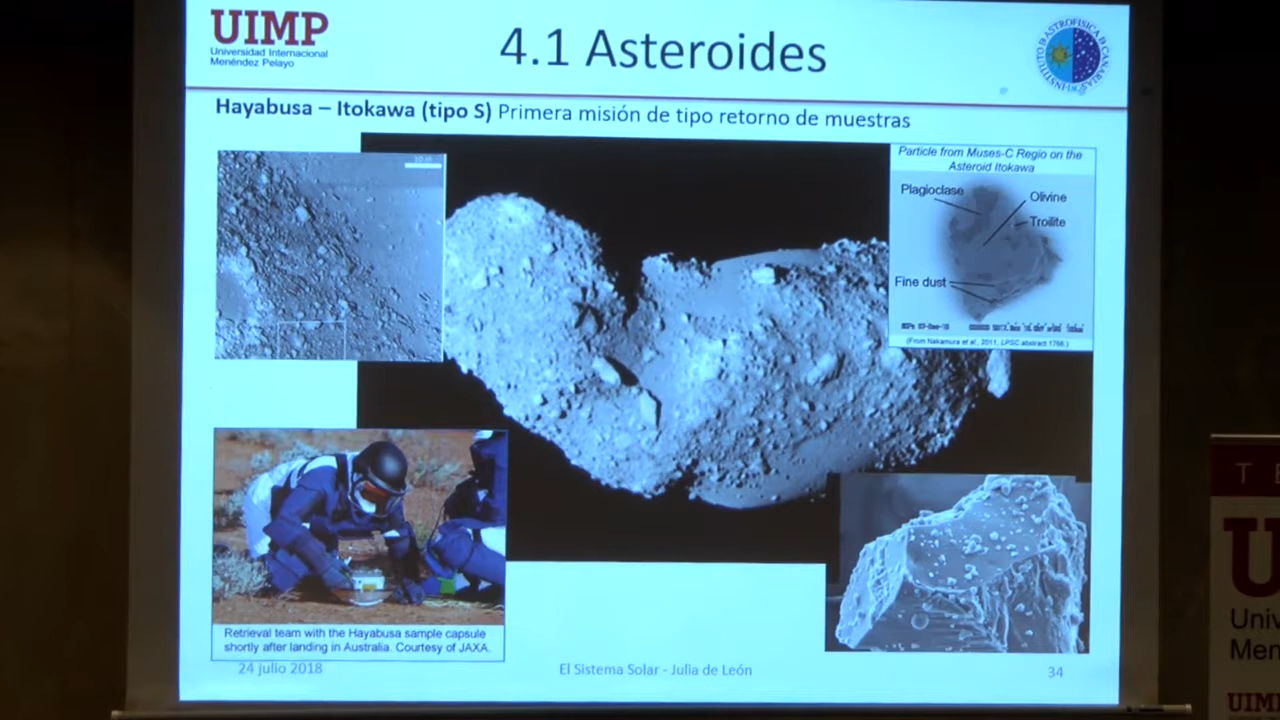 UIMP
Universidad Internacional
Menéndez Pelayo
4.1 Asteroides
Hayabusa – Itokawa (tipo S) Primera misión de tipo retorno de muestras
Particle from Muses-C Regio on the
Asteroid Itokawa
Plagioclase
Olivine
Troilite
Fine dust
(From Nakamura et al., 2011, LPSC abstract 1766.)
Retrieval team with the Hayabusa sample capsule
shortly after landing in Australia. Courtesy of JAXA.
24 julio 2018
El Sistema Solar - Julia de León
34
T
U
Univ
Men
UIM